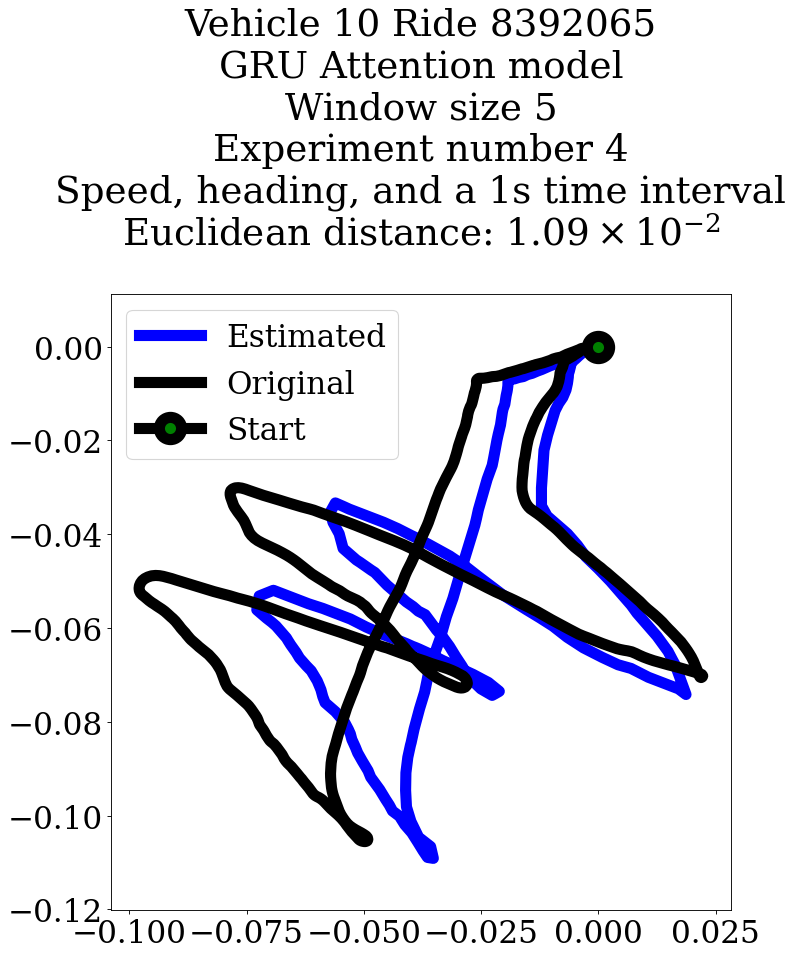 Vehicle 10 Ride 8392065
GRU Attention model
Window size 5
Experiment number 4
Speed, heading, and a 1s time interval
Euclidean distance: 1.09 × 10⁻²
Estimated
Original
Start
0.00
−0.02
−0.04
−0.06
−0.08
−0.10
−0.12
−0.100 −0.075 −0.050 −0.025 0.000 0.025